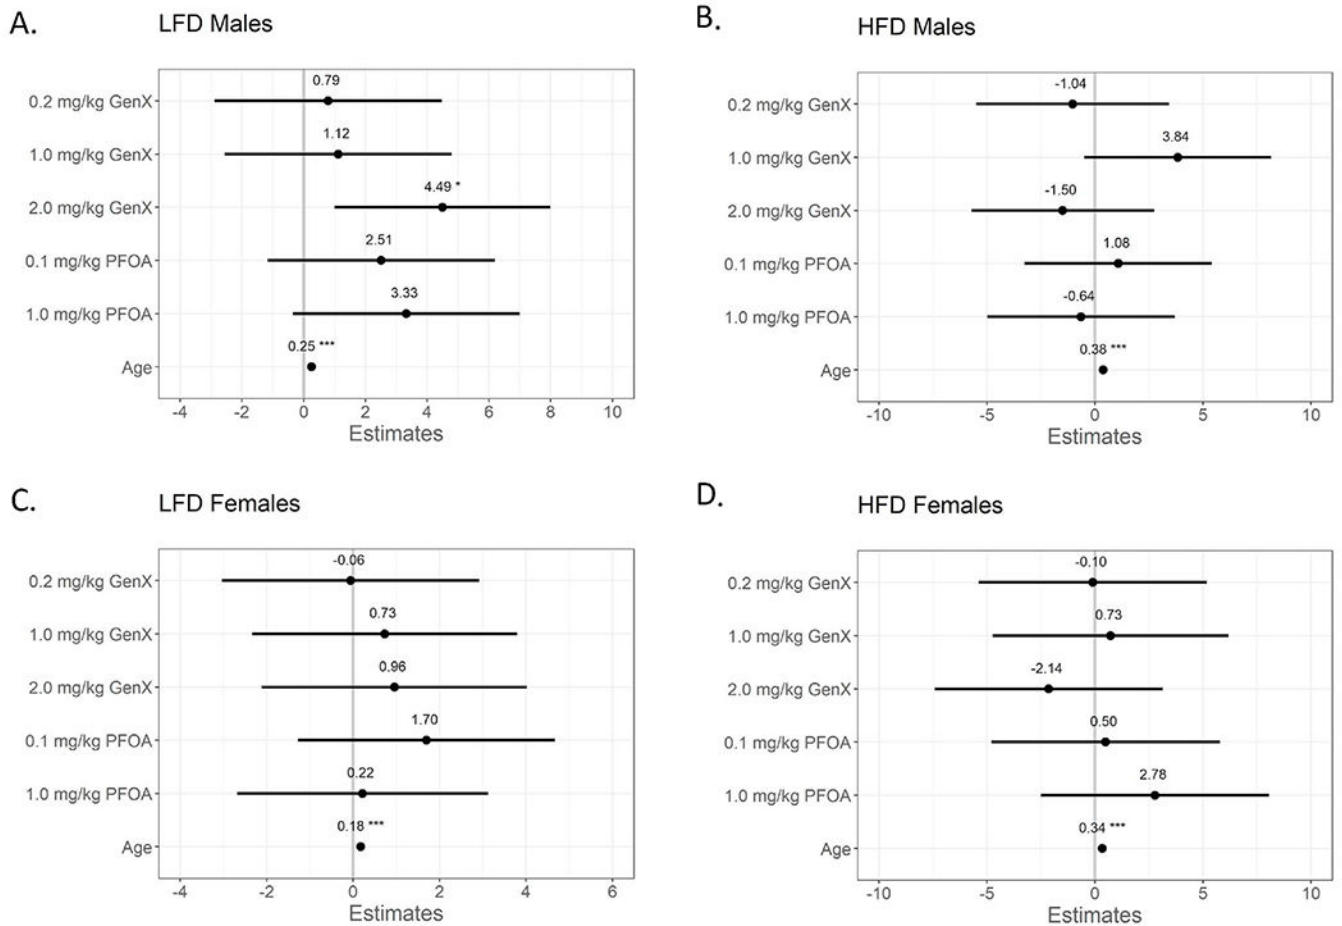 A.
LFD Males
0.2 mg/kg GenX
0.79
1.0 mg/kg GenX
1.12
2.0 mg/kg GenX
4.49 *
0.1 mg/kg PFOA
2.51
1.0 mg/kg PFOA
3.33
Age
0.25 ***
-4 -2 0 2 4 6 8 10
Estimates
B.
HFD Males
0.2 mg/kg GenX
-1.04
1.0 mg/kg GenX
3.84
2.0 mg/kg GenX
-1.50
0.1 mg/kg PFOA
1.08
1.0 mg/kg PFOA
-0.64
Age
0.38 ***
-10 -5 0 5 10
Estimates
C.
LFD Females
0.2 mg/kg GenX
-0.06
1.0 mg/kg GenX
0.73
2.0 mg/kg GenX
0.96
0.1 mg/kg PFOA
1.70
1.0 mg/kg PFOA
0.22
Age
0.18 ***
-4 -2 0 2 4 6
Estimates
D.
HFD Females
0.2 mg/kg GenX
-0.10
1.0 mg/kg GenX
0.73
2.0 mg/kg GenX
-2.14
0.1 mg/kg PFOA
0.50
1.0 mg/kg PFOA
2.78
Age
0.34 ***
-10 -5 0 5 10
Estimates